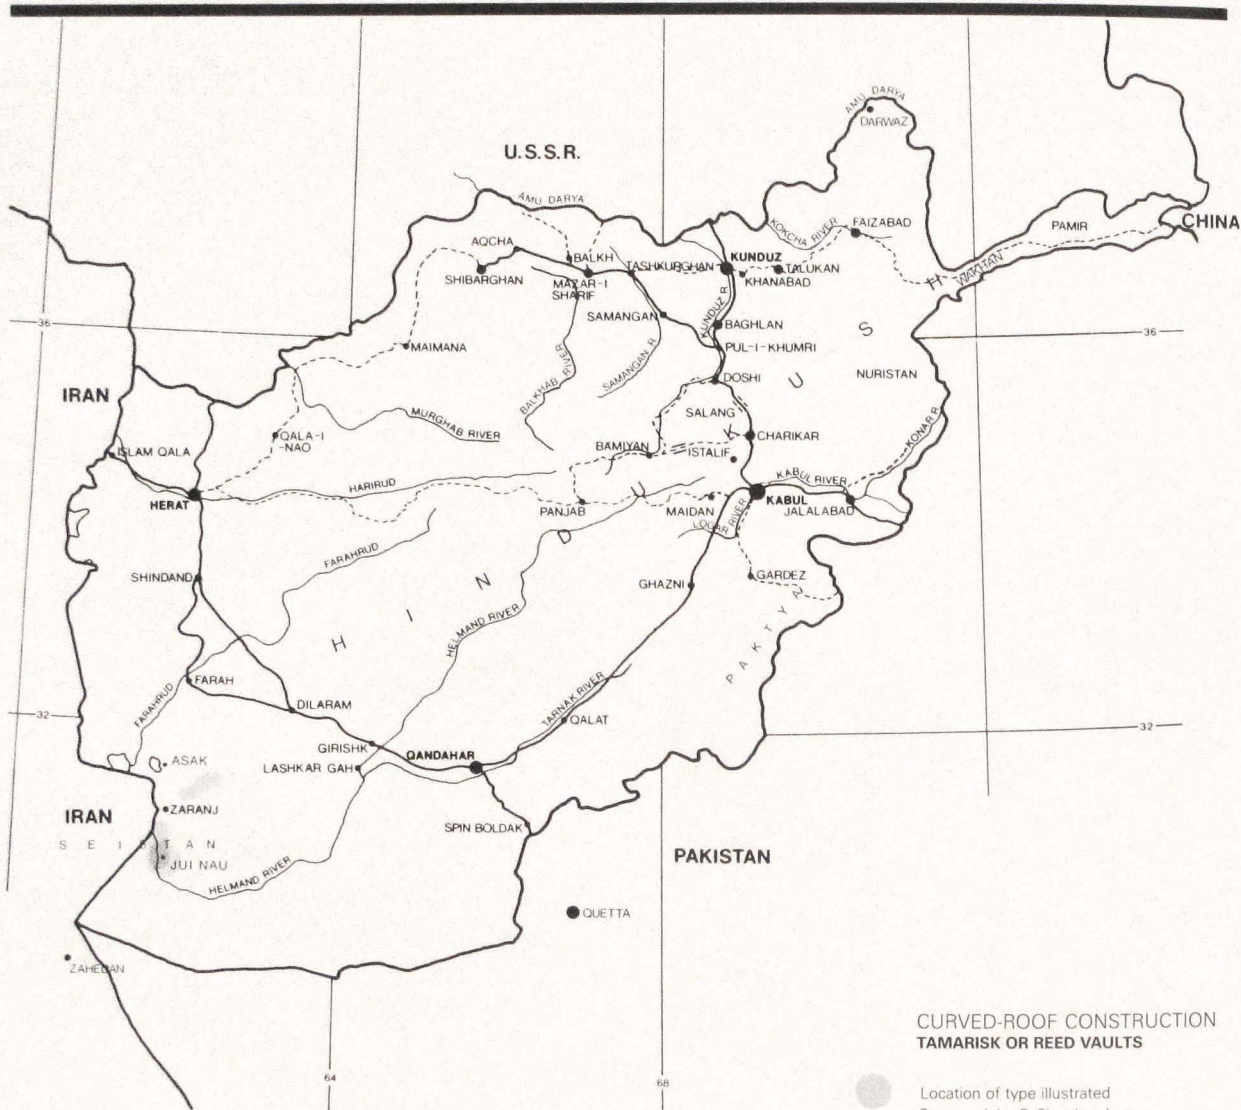 U.S.S.R.
AMU DARYA
DARWAZ
AMU DARYA
KOKCHA RIVER
FAIZABAD
PAMIR
CHINA
WAKHAN
AQCHA
BALKH
TASHKURGHAN
KUNDUZ
TALUKAN
SHIBARGHAN
MAZAR-I
SHARIF
KHANABAD
SAMANGAN
KUNDUZ R
BAGHLAN
36
36
MAIMANA
BALKHAB RIVER
SAMANGAN R
PUL-I-KHUMRI
DOSHI
NURISTAN
IRAN
MURGHAB RIVER
SALANG
KONAR R
QALA-I
-NAO
CHARIKAR
ISLAM QALA
BAMIYAN
ISTALIF
HARIRUD
KABUL RIVER
HERAT
PANJAB
MAIDAN
KABUL
JALALABAD
LOGAR RIVER
FARAHRUD
SHINDAND
GHAZNI
GARDEZ
HINDU KUSH
HELMAND RIVER
PAKTYA
FARAHRUD
FARAH
DILARAM
TARNAK RIVER
QALAT
32
32
GIRISHK
QANDAHAR
ASAK
LASHKAR GAH
ZARANJ
IRAN
SPIN BOLDAK
SEISTAN
JUI NAU
HELMAND RIVER
PAKISTAN
QUETTA
ZAHEDAN
64
68
CURVED-ROOF CONSTRUCTION
TAMARISK OR REED VAULTS
Location of type illustrated